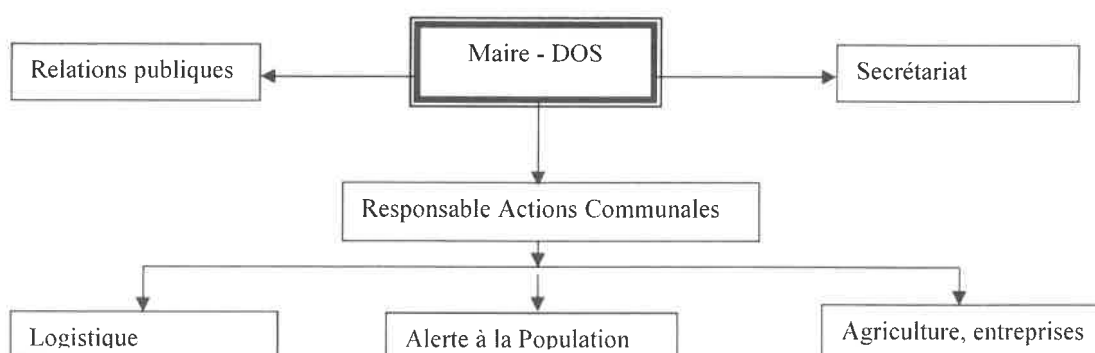 Maire - DOS
Relations publiques
Secrétariat
Responsable Actions Communales
Logistique
Alerte à la Population
Agriculture, entreprises